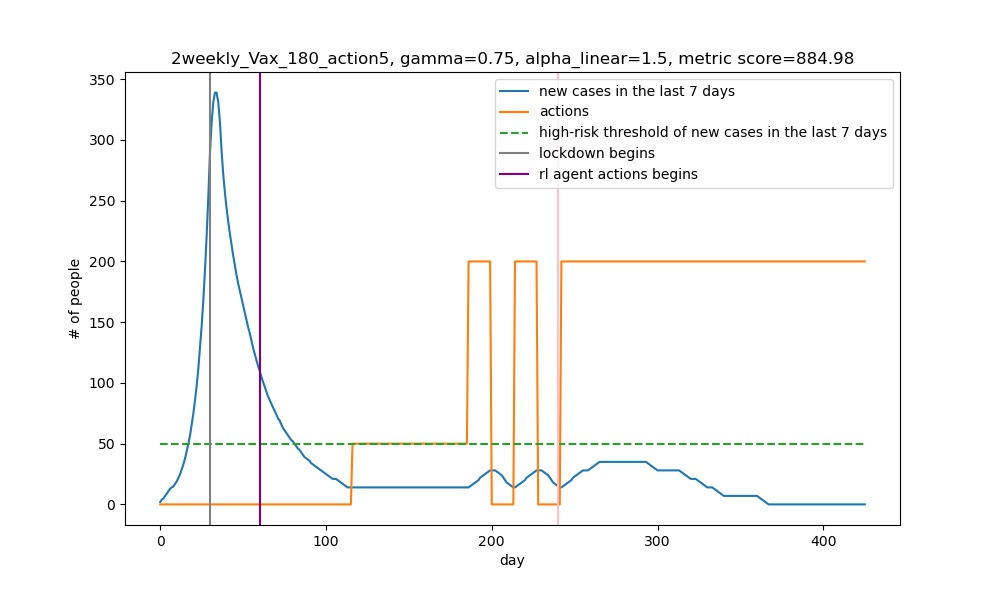 2weekly_Vax_180_action5, gamma=0.75, alpha_linear=1.5, metric score=884.98
350
300
250
200
150
100
50
0
# of people
new cases in the last 7 days
actions
high-risk threshold of new cases in the last 7 days
lockdown begins
rl agent actions begins
0 100 200 300 400
day